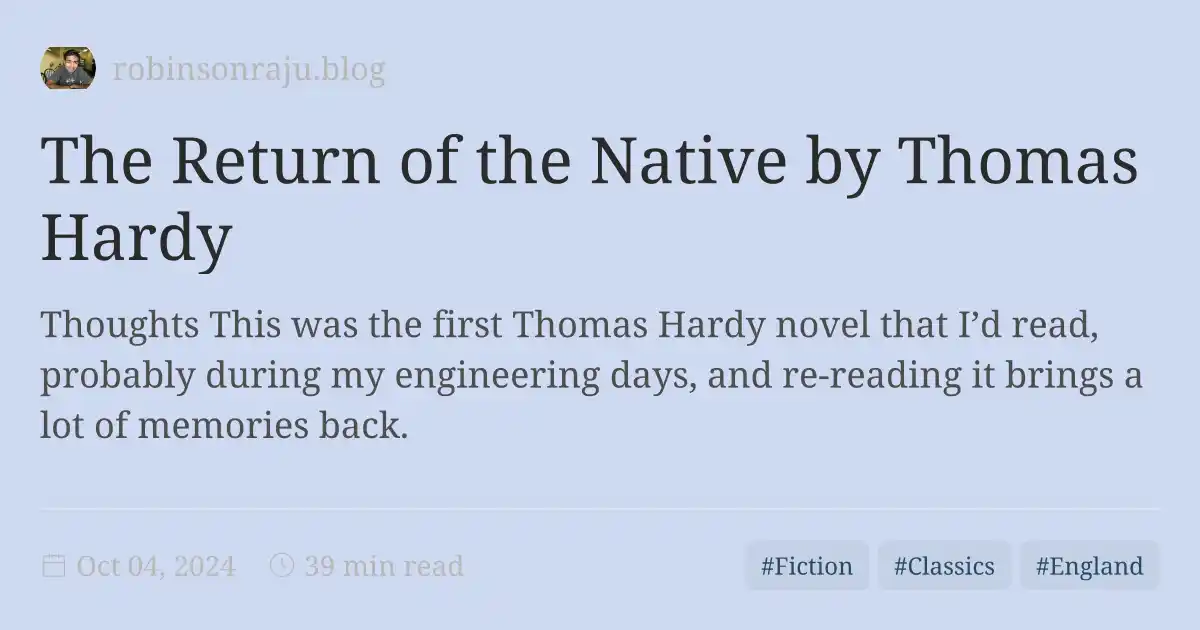 robinsonraju.blog
The Return of the Native by Thomas
Hardy
Thoughts This was the first Thomas Hardy novel that I’d read,
probably during my engineering days, and re-reading it brings a
lot of memories back.
Oct 04, 2024 39 min read #Fiction #Classics #England